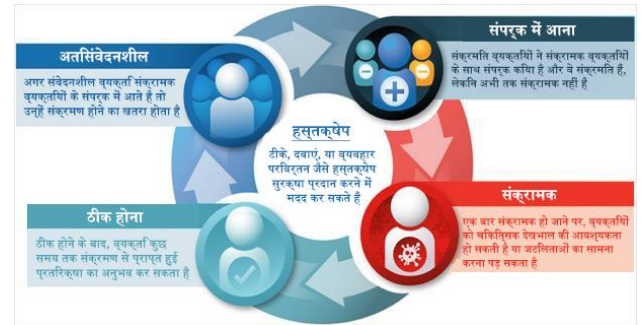 अतिसंवेदनशील
अगर संवेदनशील व्यक्ति संक्रामक
व्यक्तियों के संपर्क में आते है तो
उन्हें संक्रमण होने का खतरा होता है
संपर्क में आना
संक्रमित व्यक्तियों ने संक्रामक व्यक्तियों
के साथ संपर्क किया है और वे संक्रमित है,
लेकिन अभी तक संक्रामक नहीं है
हस्तक्षेप
टीके, दवाएं, या व्यवहार
परिवर्तन जैसे हस्तक्षेप
सुरक्षा प्रदान करने में
मदद कर सकते हैं
संक्रामक
एक बार संक्रामक हो जाने पर, व्यक्तियों
को चिकित्सिक देखभाल की आवश्यकता
हो सकती है या जटिलताओं का सामना
करना पड़ सकता है
ठीक होना
ठीक होने के बाद, व्यक्ति कुछ
समय तक संक्रमण से प्राप्त हुई
प्रतिरक्षा का अनुभव कर सकता है